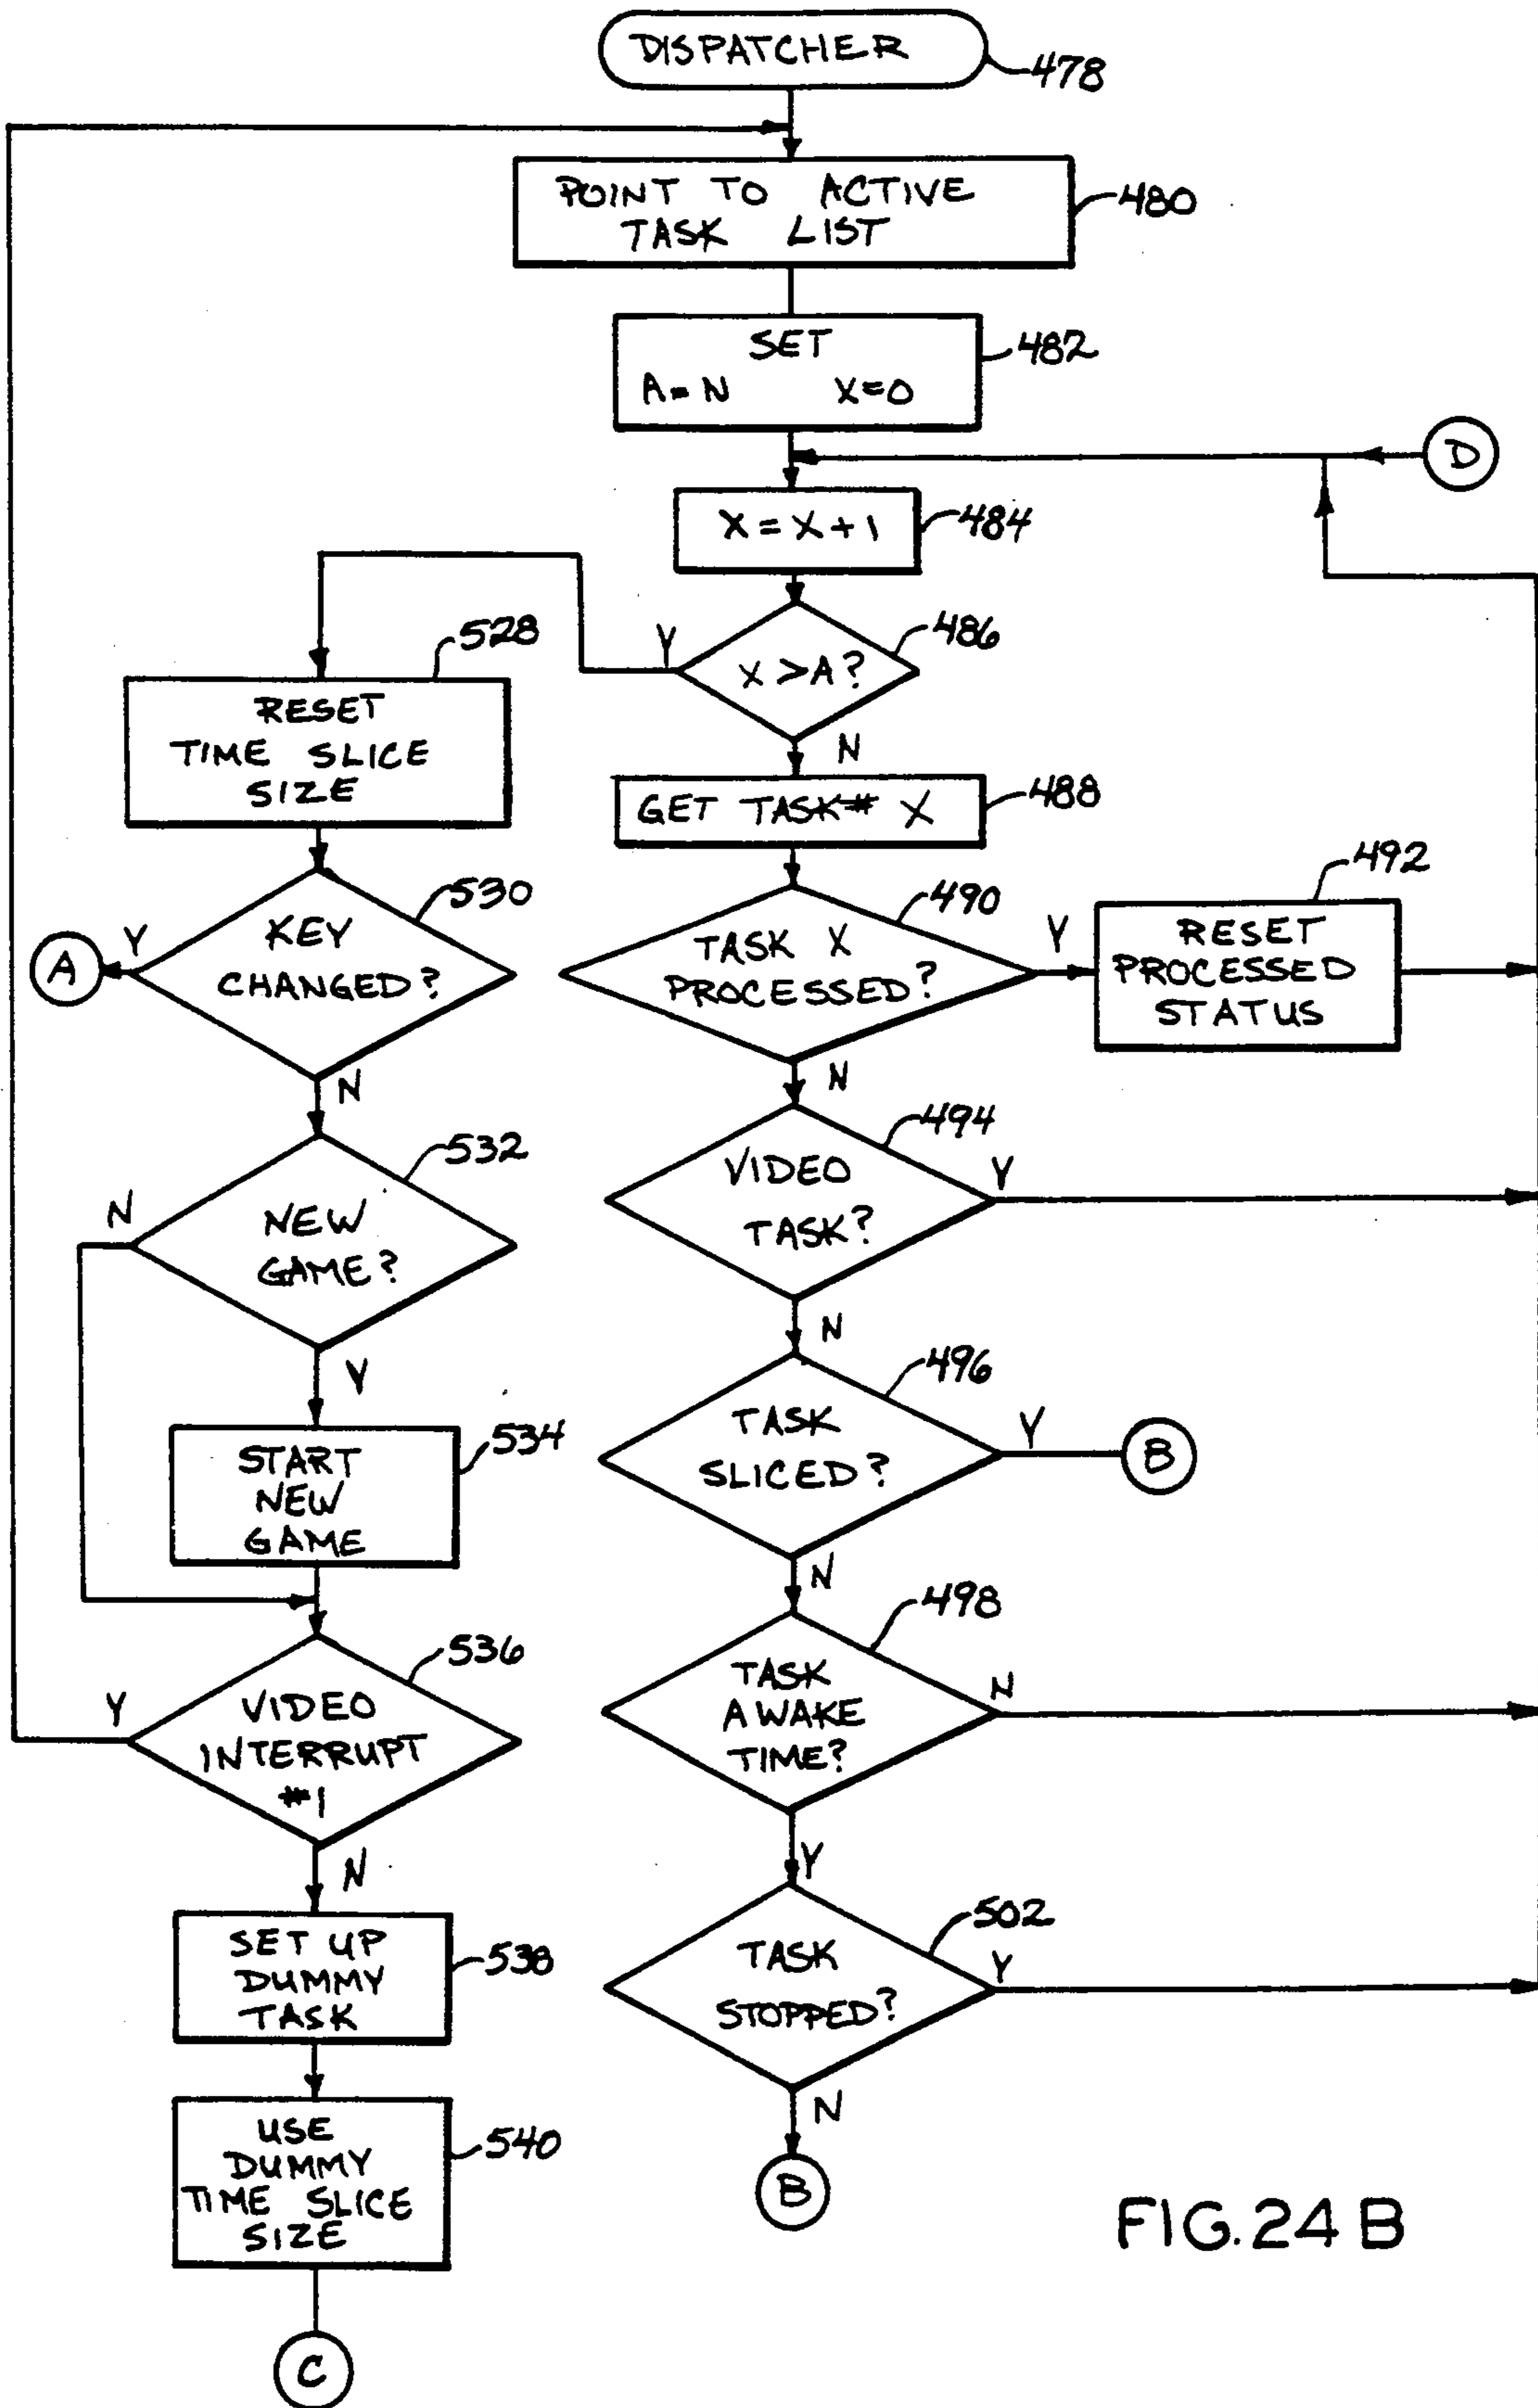 DISPATCHER
478
POINT TO ACTIVE
TASK LIST
480
SET
A=N X=0
482
D
X=X+1
484
X>A?
486
Y
N
528
RESET
TIME SLICE
SIZE
GET TASK# X
488
530
KEY
CHANGED?
Y
A
N
490
TASK X
PROCESSED?
Y
N
492
RESET
PROCESSED
STATUS
532
NEW
GAME?
N
Y
494
VIDEO
TASK?
Y
N
534
START
NEW
GAME
496
TASK
SLICED?
Y
B
N
536
VIDEO
INTERRUPT
#1
Y
N
498
TASK
AWAKE
TIME?
N
Y
538
SET UP
DUMMY
TASK
502
TASK
STOPPED?
Y
N
B
540
USE
DUMMY
TIME SLICE
SIZE
C
FIG. 24 B